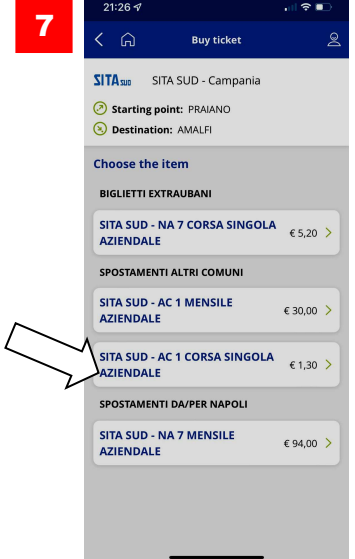 7
21:26
Buy ticket
SITA SUD SITA SUD - Campania
Starting point: PRAIANO
Destination: AMALFI
Choose the item
BIGLIETTI EXTRAUBANI
SITA SUD - NA 7 CORSA SINGOLA
AZIENDALE € 5,20
SPOSTAMENTI ALTRI COMUNI
SITA SUD - AC 1 MENSILE
AZIENDALE € 30,00
SITA SUD - AC 1 CORSA SINGOLA
AZIENDALE € 1,30
SPOSTAMENTI DA/PER NAPOLI
SITA SUD - NA 7 MENSILE
AZIENDALE € 94,00